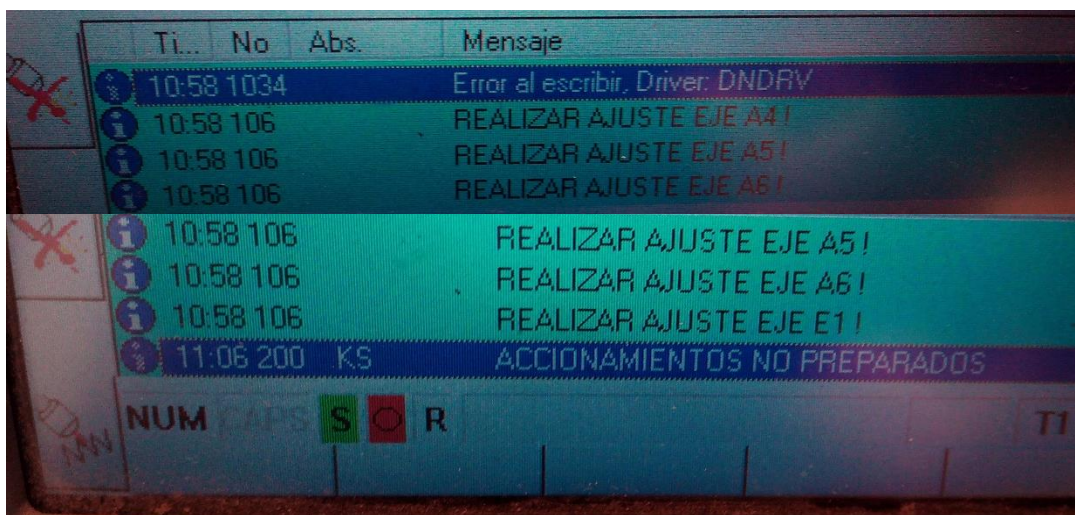 Ti... No Abs. Mensaje
10:58 1034 Error al escribir, Driver: DNDRV
10:58 106 REALIZAR AJUSTE EJE A4 !
10:58 106 REALIZAR AJUSTE EJE A5 !
10:58 106 REALIZAR AJUSTE EJE A6 !
10:58 106 REALIZAR AJUSTE EJE A5 !
10:58 106 REALIZAR AJUSTE EJE A6 !
10:58 106 REALIZAR AJUSTE EJE E1 !
11:06 200 KS ACCIONAMIENTOS NO PREPARADOS
NUM CAPS S O R T1